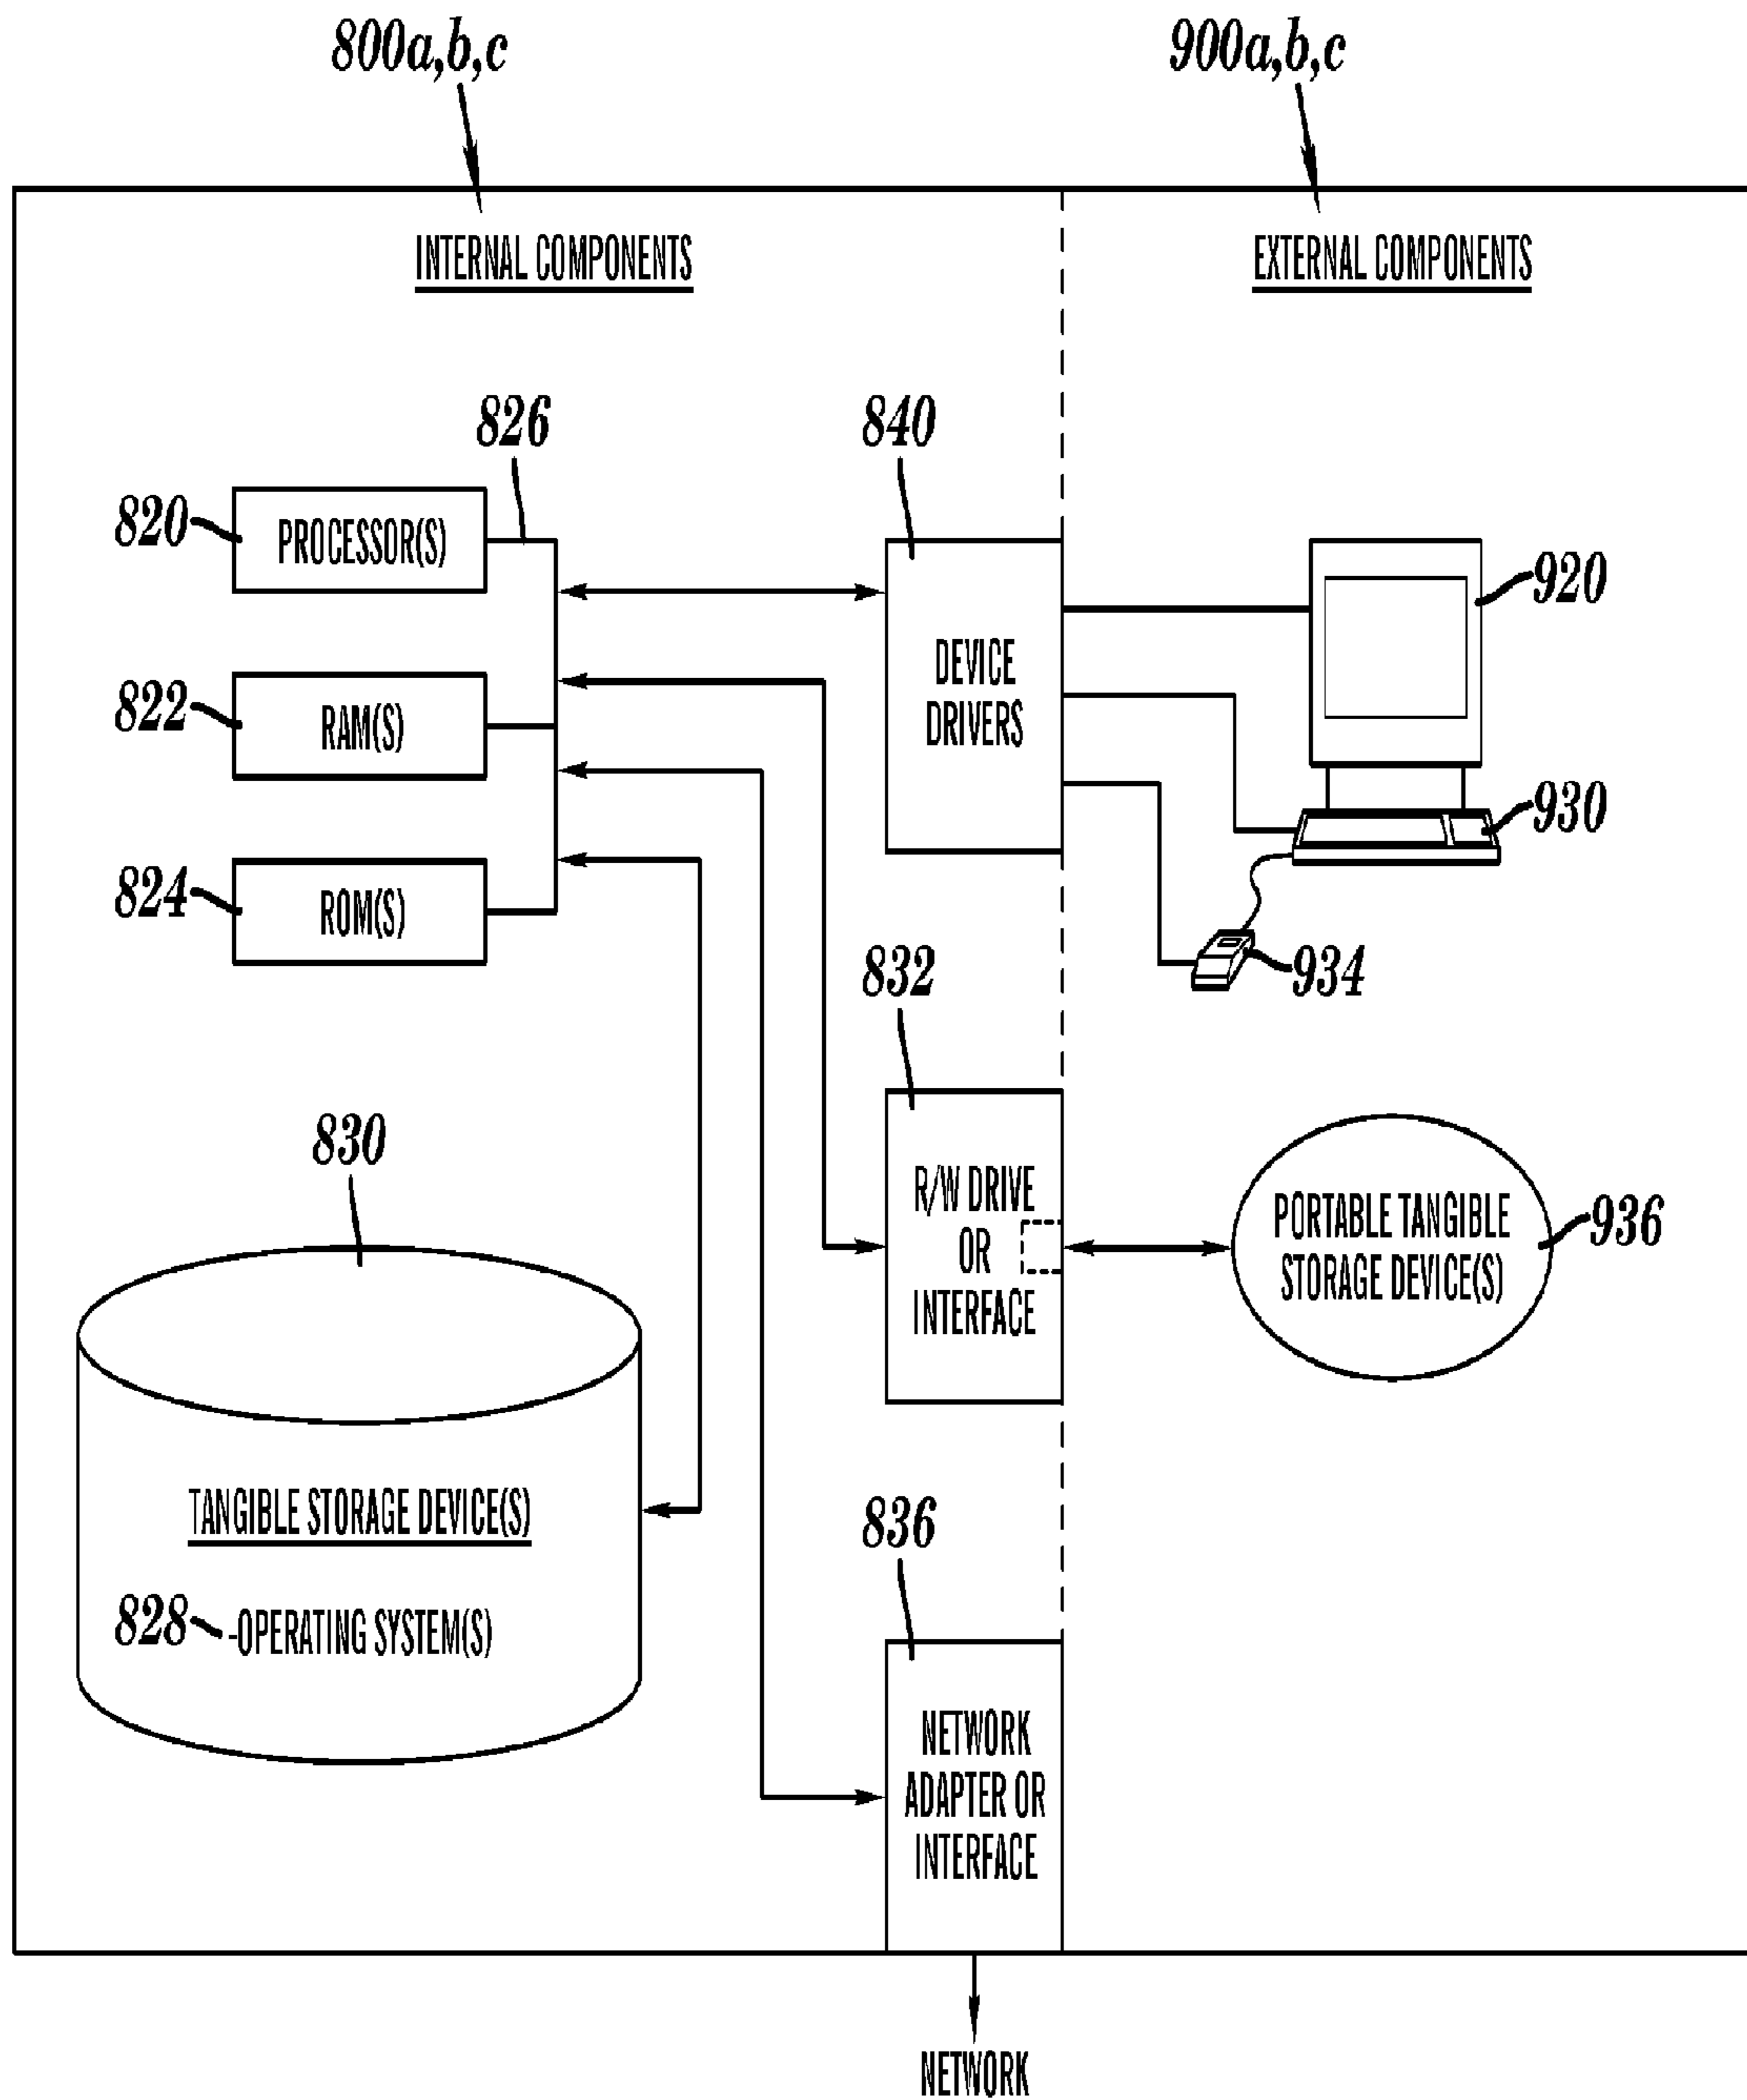 800a,b,c
900a,b,c
INTERNAL COMPONENTS
EXTERNAL COMPONENTS
826
840
820
PROCESSOR(S)
920
DEVICE
DRIVERS
822
RAM(S)
930
824
ROM(S)
832
934
830
R/W DRIVE
OR
INTERFACE
PORTABLE TANGIBLE
STORAGE DEVICE(S)
936
TANGIBLE STORAGE DEVICE(S)
836
828
-OPERATING SYSTEM(S)
NETWORK
ADAPTER OR
INTERFACE
NETWORK